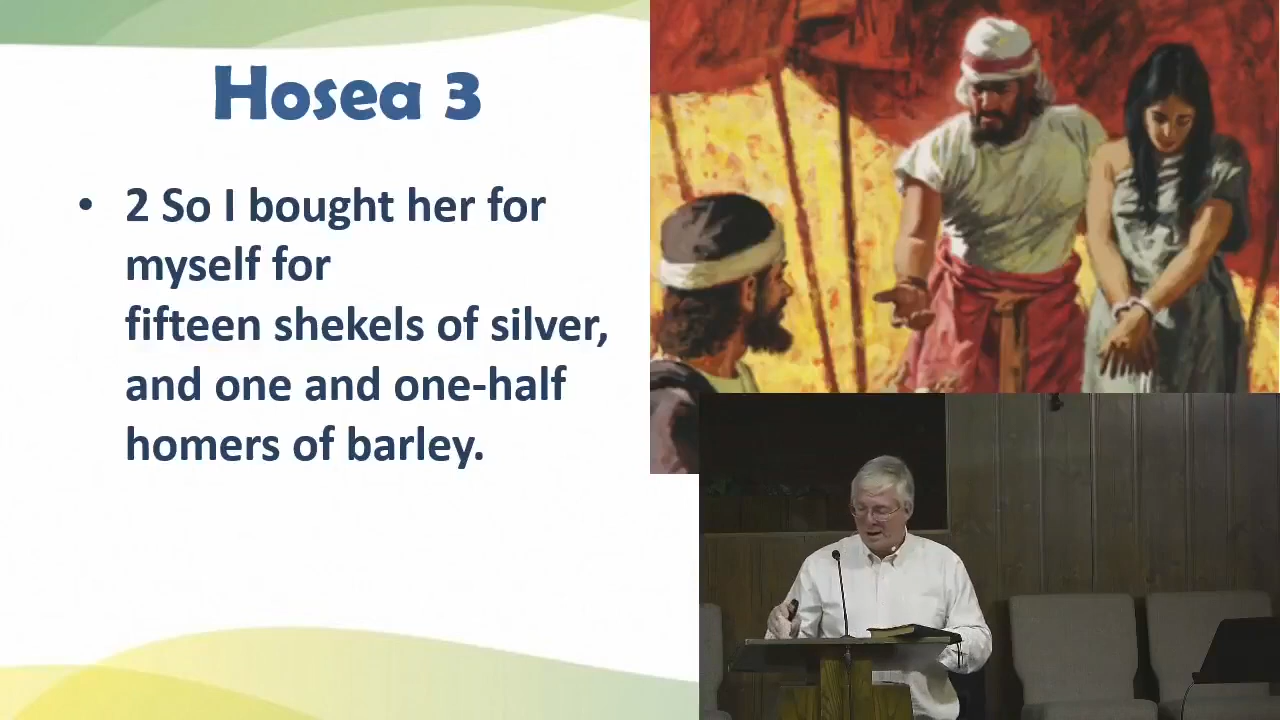 Hosea 3
• 2 So I bought her for
myself for
fifteen shekels of silver,
and one and one-half
homers of barley.